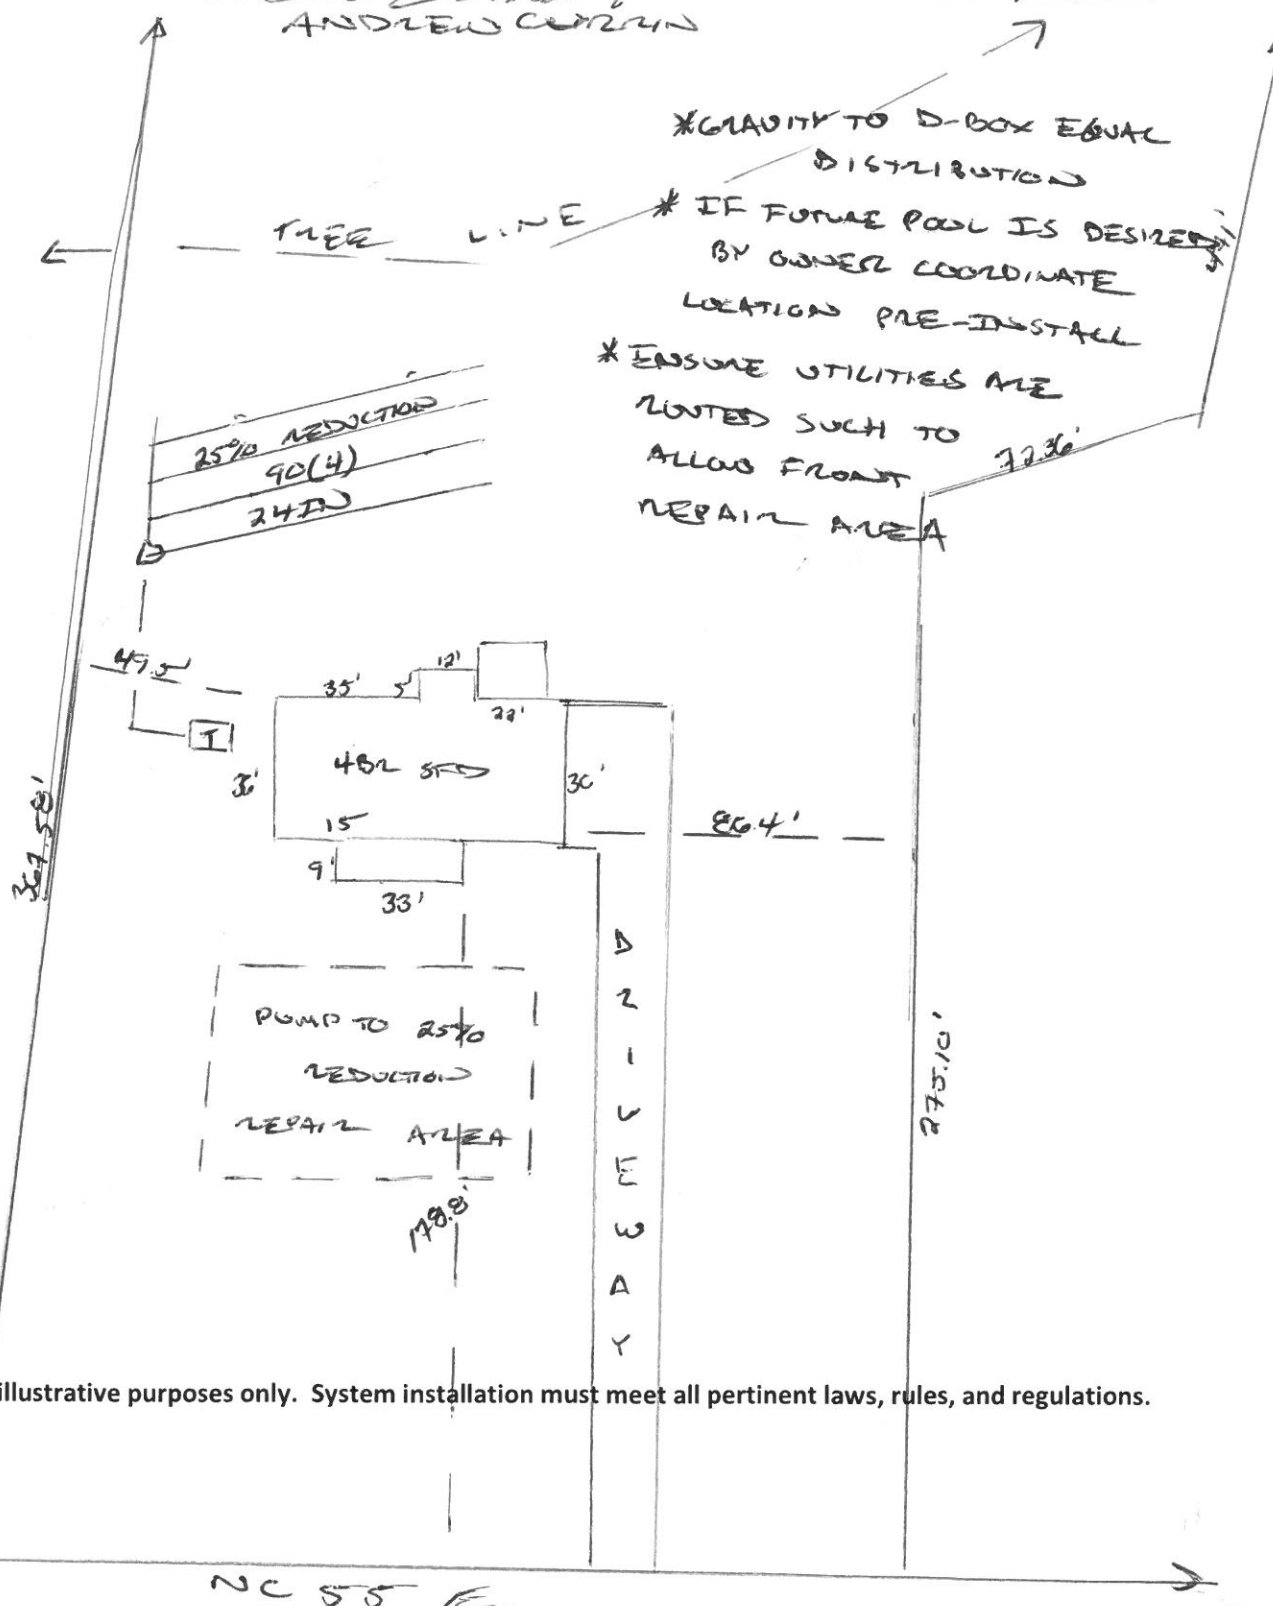 ANDREW CURRIN
*GRAVITY TO D-BOX EQUAL
DISTRIBUTION
* IF FUTURE POOL IS DESIRED
BY OWNER COORDINATE
LOCATION PRE-INSTALL
* ENSURE UTILITIES ARE
ROUTED SUCH TO
ALLOW FRONT
REPAIR AREA
TREE LINE
25% REDUCTION
90(4)
24IN
72.36'
47.5'
35'
5'
12'
22'
T
36'
4BR SFD
30'
15
86.4'
9'
33'
367.58'
DRIVEWAY
PUMP TO 25%
REDUCTION
REPAIR AREA
275.10'
178.8'
illustrative purposes only. System installation must meet all pertinent laws, rules, and regulations.
NC 55 E